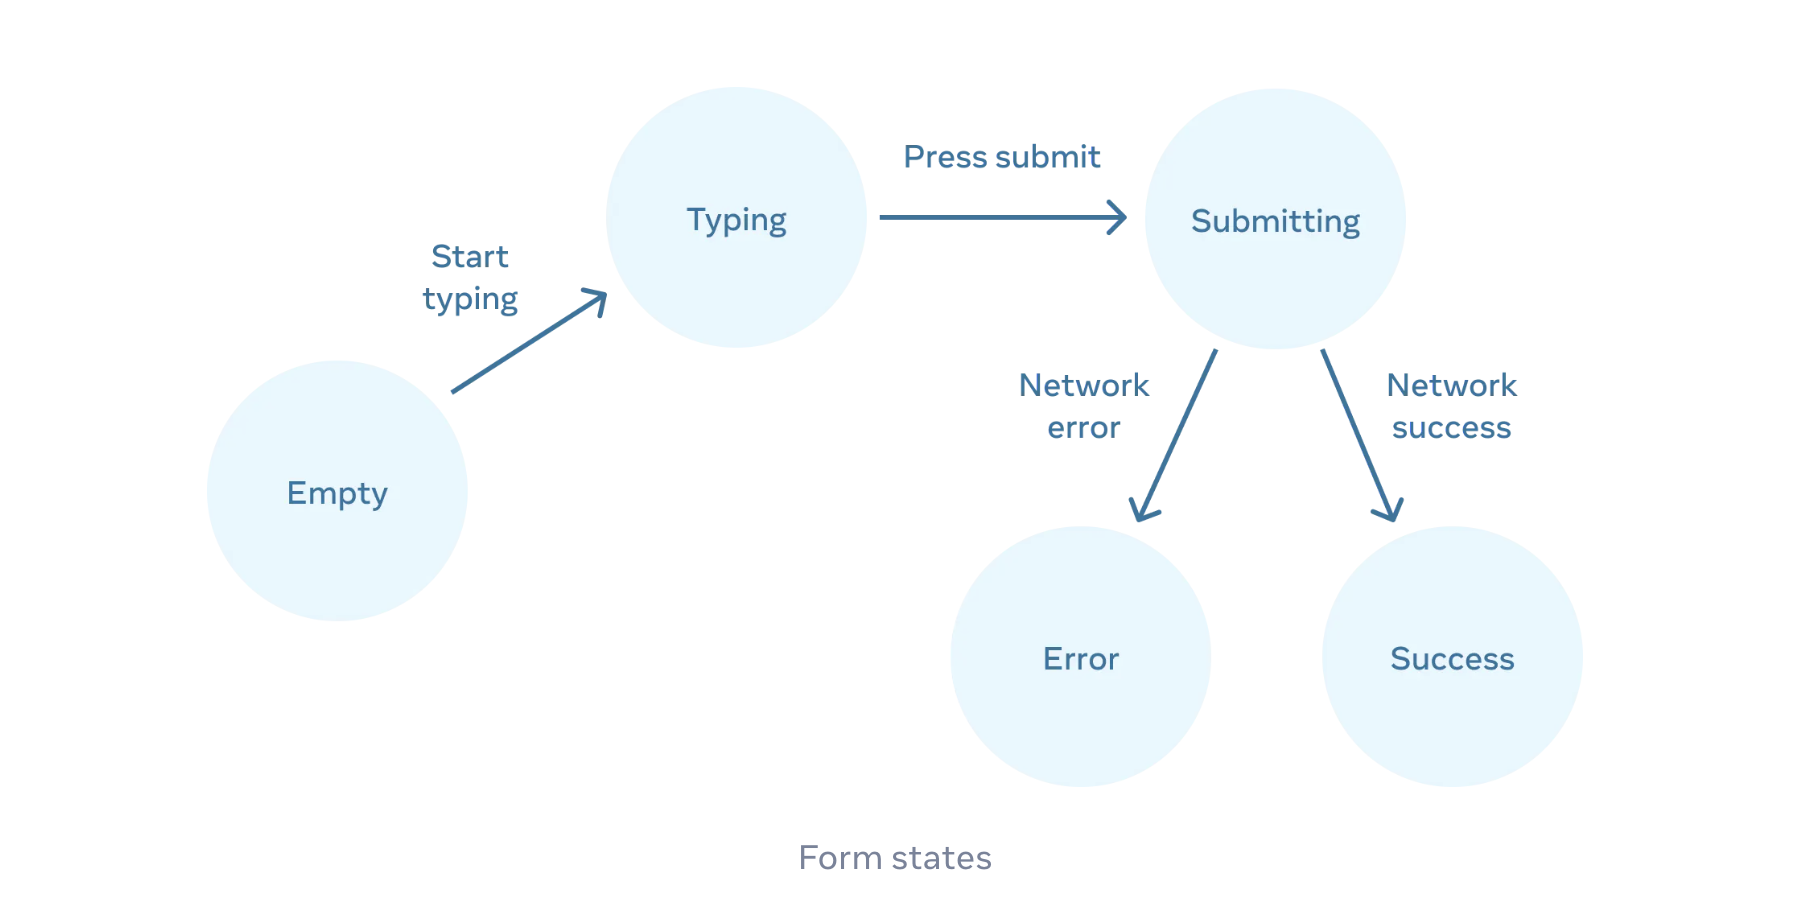 Empty
Start
typing
Typing
Press submit
Submitting
Network
error
Network
success
Error
Success
Form states